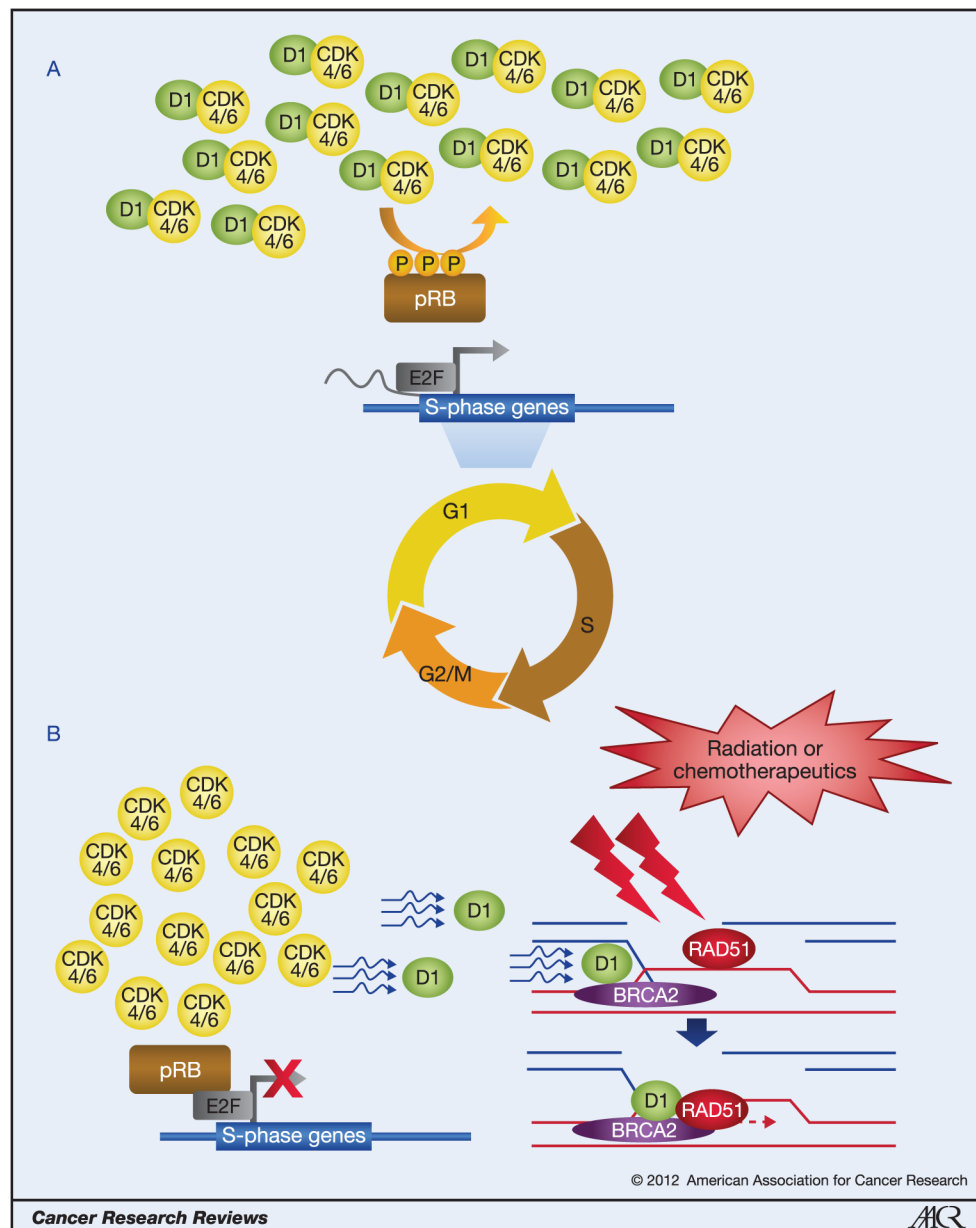 A
D1 CDK 4/6
D1 CDK 4/6
D1 CDK 4/6
D1 CDK 4/6
D1 CDK 4/6
D1 CDK 4/6
D1 CDK 4/6
D1 CDK 4/6
D1 CDK 4/6
D1 CDK 4/6
D1 CDK 4/6
D1 CDK 4/6
D1 CDK 4/6
D1 CDK 4/6
P P P
pRB
E2F
S-phase genes
G1
S
G2/M
B
Radiation or
chemotherapeutics
CDK 4/6
CDK 4/6
CDK 4/6
CDK 4/6
CDK 4/6
CDK 4/6
CDK 4/6
CDK 4/6
CDK 4/6
CDK 4/6
CDK 4/6
CDK 4/6
CDK 4/6
CDK 4/6
D1
D1
D1
RAD51
BRCA2
pRB
E2F
X
S-phase genes
D1
RAD51
BRCA2
© 2012 American Association for Cancer Research
Cancer Research Reviews
AACR